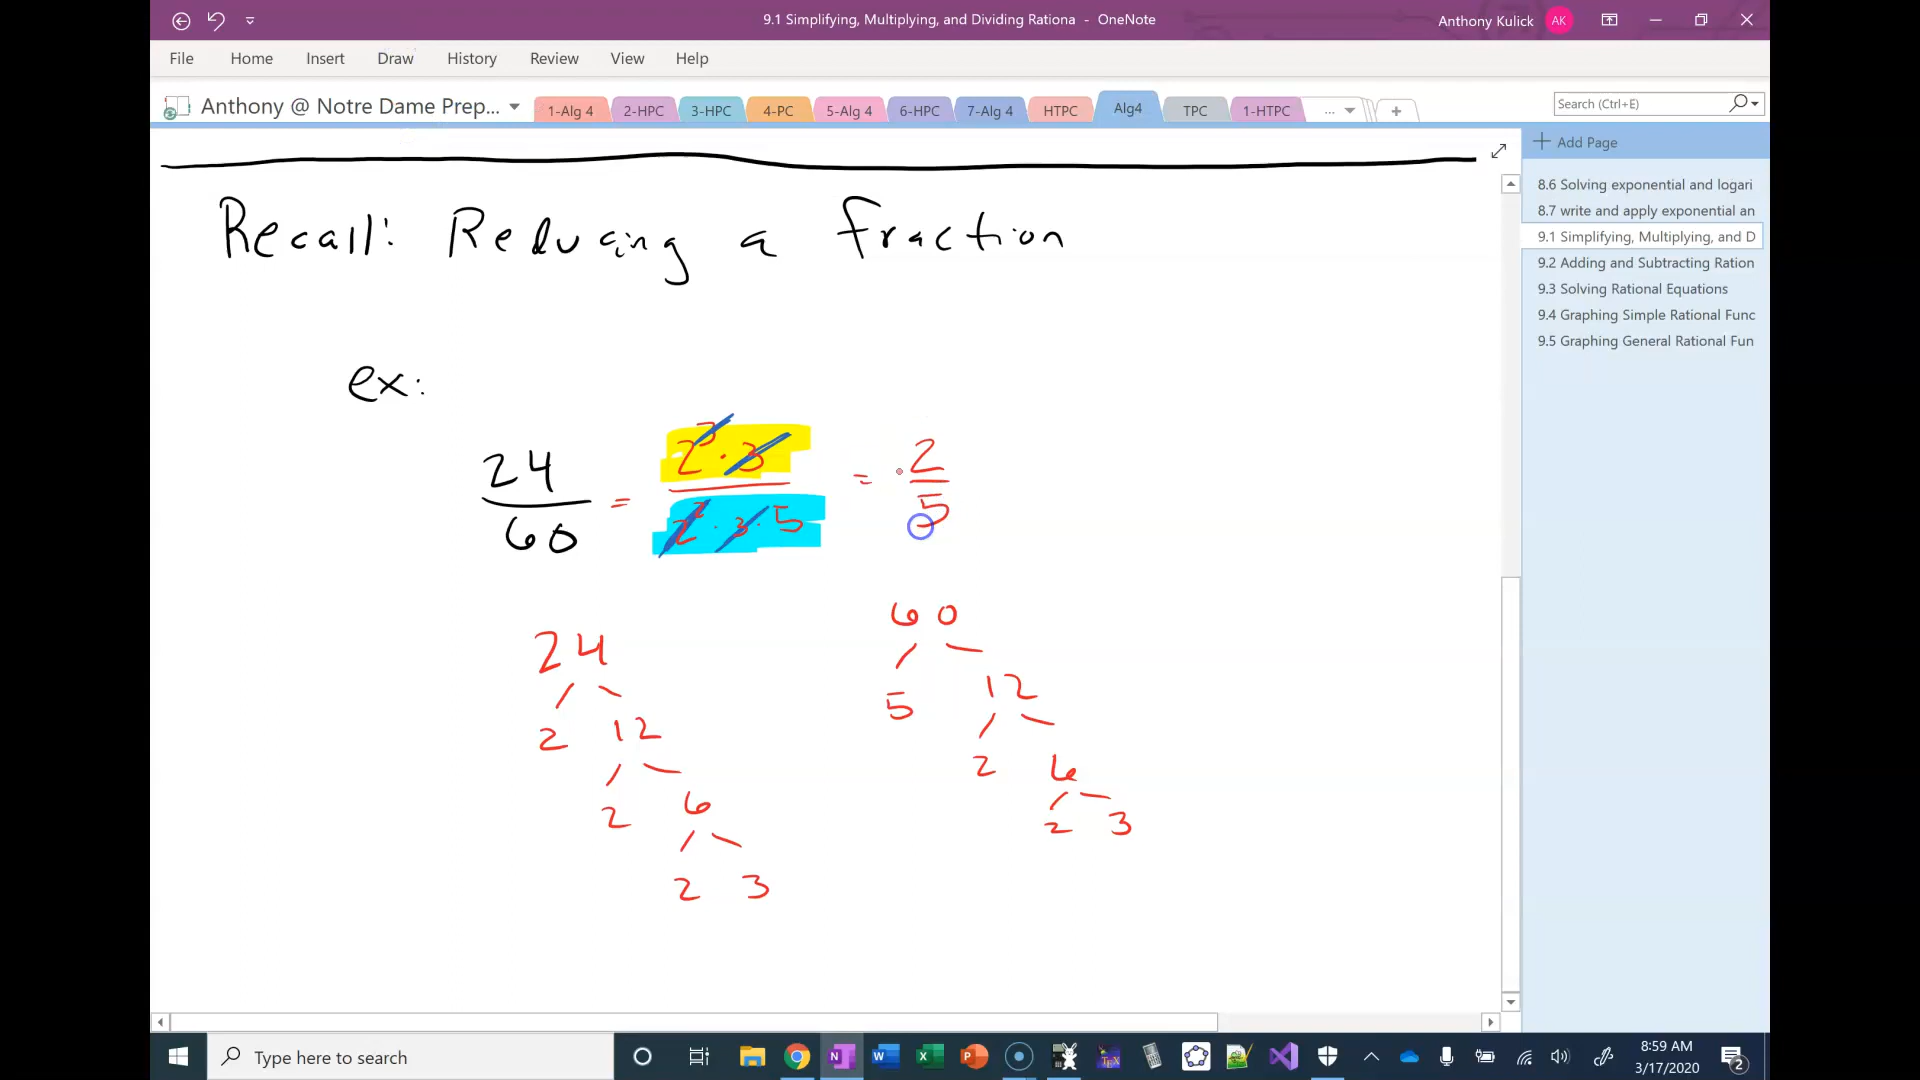 9.1 Simplifying, Multiplying, and Dividing Rationa - OneNote
Anthony Kulick AK
File Home Insert Draw History Review View Help
Anthony @ Notre Dame Prep... 1-Alg 4 2-HPC 3-HPC 4-PC 5-Alg 4 6-HPC 7-Alg 4 HTPC Alg4 TPC 1-HTPC ... Search (Ctrl+E)
Add Page
8.6 Solving exponential and logari
8.7 write and apply exponential an
9.1 Simplifying, Multiplying, and D
9.2 Adding and Subtracting Ration
9.3 Solving Rational Equations
9.4 Graphing Simple Rational Func
9.5 Graphing General Rational Fun
Recall: Reducing a fraction
ex:
24/60 = 2³·3/2²·3·5 = 2/5
24
2 12
2 6
2 3
60
5 12
2 6
2 3
Type here to search
8:59 AM
3/17/2020
2